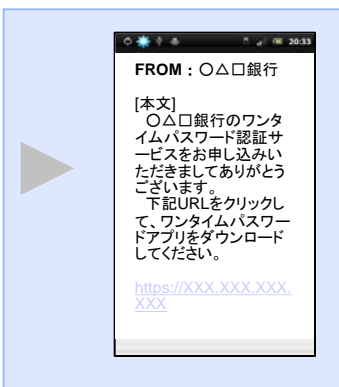 20:33
FROM：〇△□銀行
[本文]
　〇△□銀行のワンタ
イムパスワード認証サ
ービスをお申し込みい
ただきましてありがとう
ございます。
　下記URLをクリックし
て、ワンタイムパスワー
ドアプリをダウンロード
してください。
https://XXX.XXX.XXX.
XXX